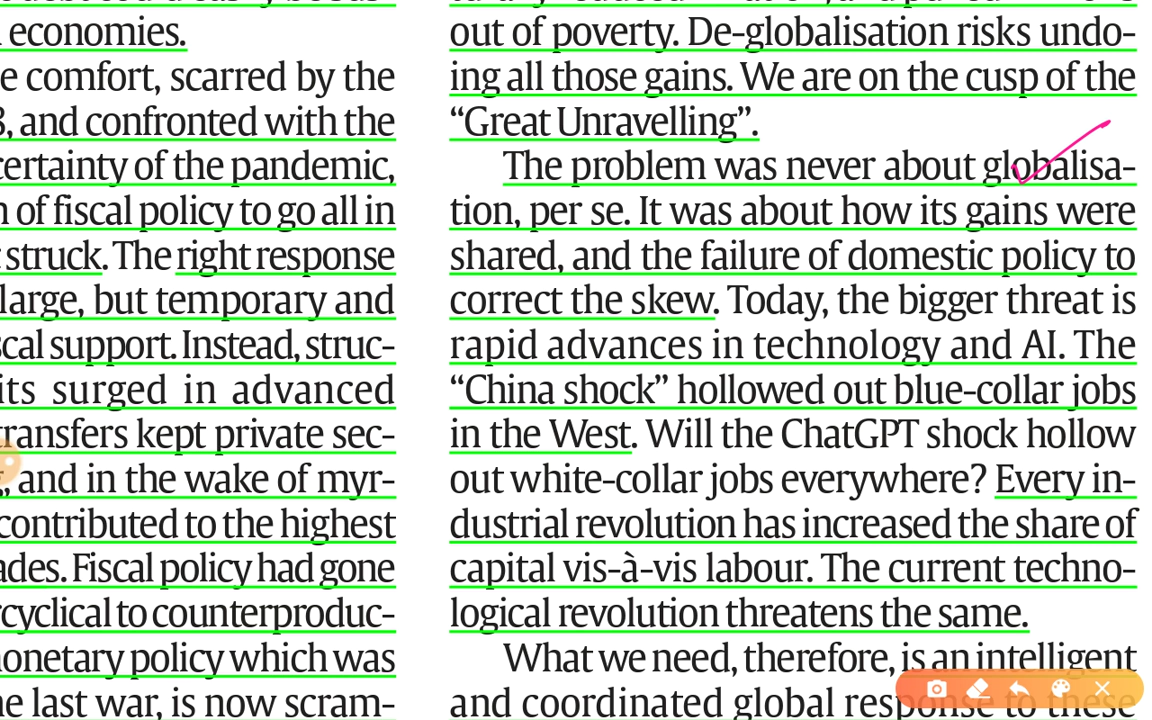 economies.
e comfort, scarred by the
, and confronted with the
certainty of the pandemic,
of fiscal policy to go all in
struck. The right response
large, but temporary and
scal support. Instead, struc-
its surged in advanced
transfers kept private sec-
, and in the wake of myr-
contributed to the highest
ades. Fiscal policy had gone
cyclical to counterproduc-
onetary policy which was
e last war, is now scram-
out of poverty. De-globalisation risks undo-
ing all those gains. We are on the cusp of the
“Great Unravelling”.
The problem was never about globalisa-
tion, per se. It was about how its gains were
shared, and the failure of domestic policy to
correct the skew. Today, the bigger threat is
rapid advances in technology and AI. The
“China shock” hollowed out blue-collar jobs
in the West. Will the ChatGPT shock hollow
out white-collar jobs everywhere? Every in-
dustrial revolution has increased the share of
capital vis-à-vis labour. The current techno-
logical revolution threatens the same.
What we need, therefore, is an intelligent
and coordinated global response to these